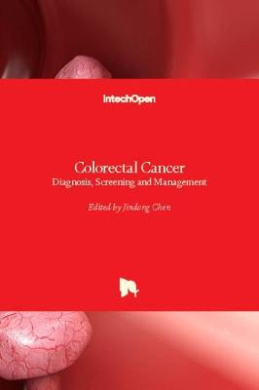 IntechOpen
Colorectal Cancer
Diagnosis, Screening and Management
Edited by Jindong Chen